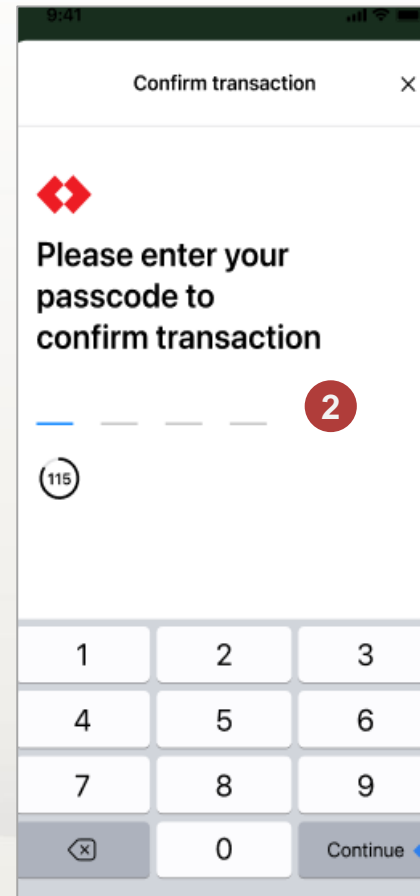 9:41
Confirm transaction
Please enter your
passcode to
confirm transaction
2
115
1 2 3
4 5 6
7 8 9
0 Continue